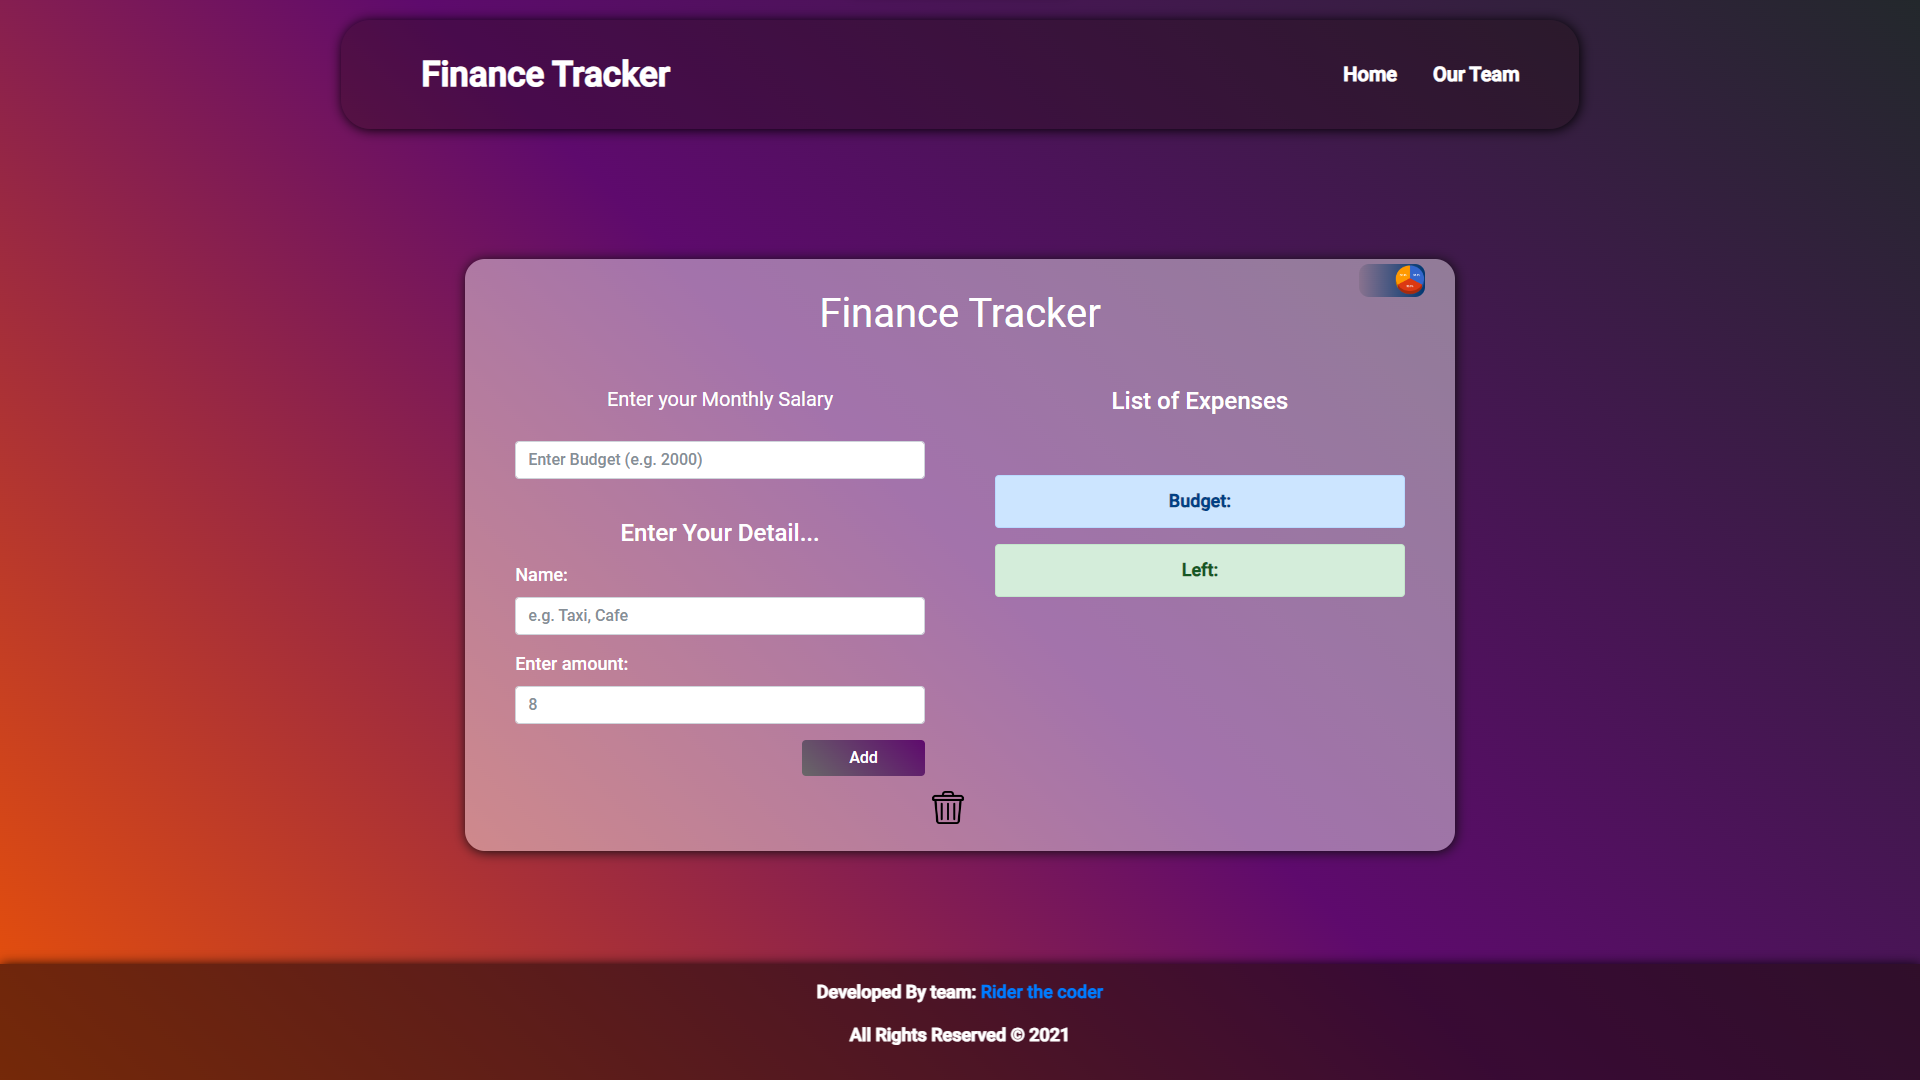 Finance Tracker
Home
Our Team
Finance Tracker
Enter your Monthly Salary
Enter Budget (e.g. 2000)
Enter Your Detail...
Name:
e.g. Taxi, Cafe
Enter amount:
8
Add
List of Expenses
Budget:
Left:
Developed By team: Rider the coder
All Rights Reserved © 2021